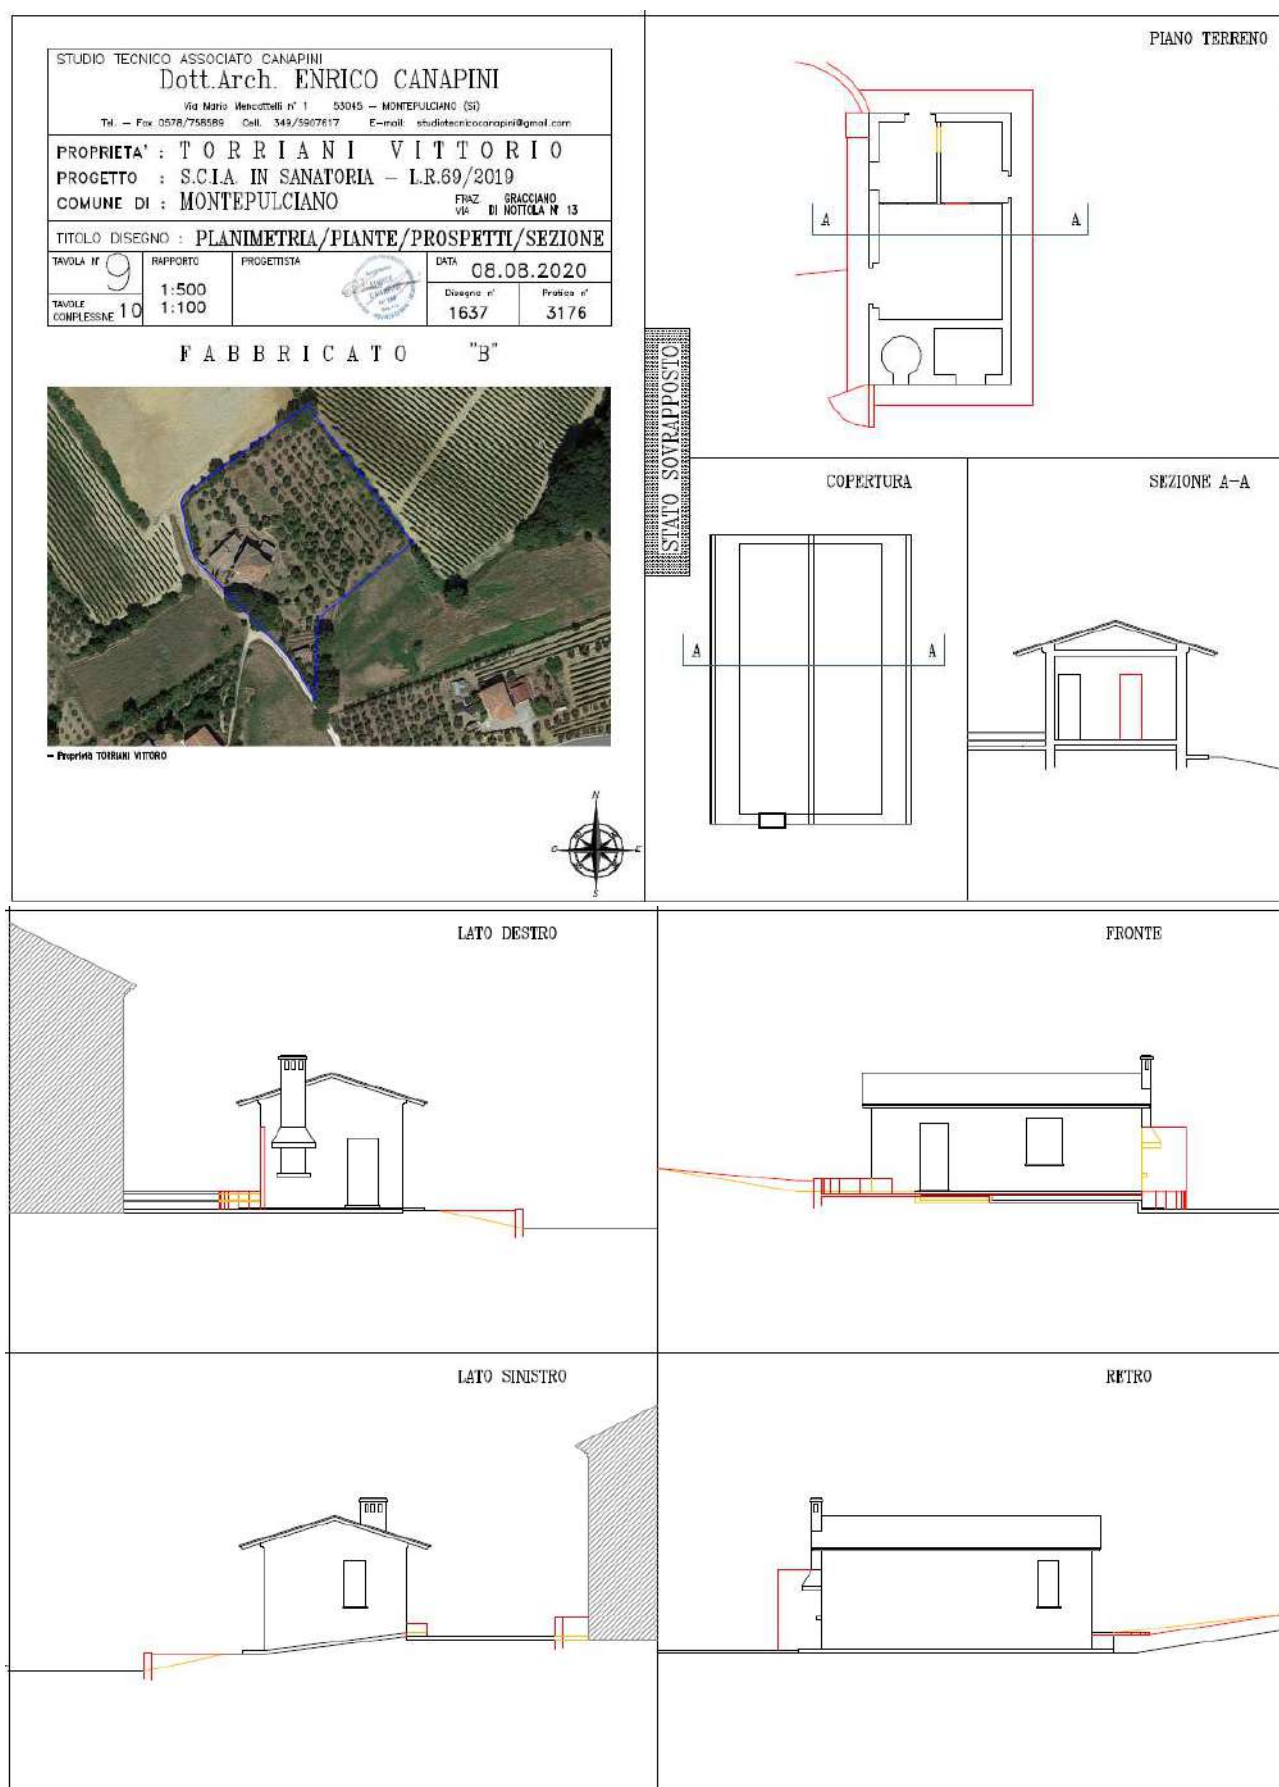 STUDIO TECNICO ASSOCIATO CANAPINI
Dott.Arch. ENRICO CANAPINI
Via Mario Mencattelli n° 1 53045 – MONTEPULCIANO (Si)
Tel. – Fax 0578/758589 Cell. 349/5907617 E-mail: studiotecnicocanapini@gmail.com
PROPRIETA' : TORRIANI VITTORIO
PROGETTO : S.C.I.A. IN SANATORIA – L.R.69/2019
COMUNE DI : MONTEPULCIANO
FRAZ. GRACCIANO
VIA DI NOTTOLA N° 13
TITOLO DISEGNO : PLANIMETRIA/PIANTE/PROSPETTI/SEZIONE
TAVOLA N° 9
TAVOLE COMPLESSIVE 10
RAPPORTO
1:500
1:100
PROGETTISTA
DATA 08.08.2020
Disegno n°
1637
Pratica n°
3176
FABBRICATO "B"
– Proprietà TORRIANI VITTORO
N
O E
S
STATO SOVRAPPOSTO
PIANO TERRENO
A A
COPERTURA
A A
SEZIONE A-A
LATO DESTRO
FRONTE
LATO SINISTRO
RETRO